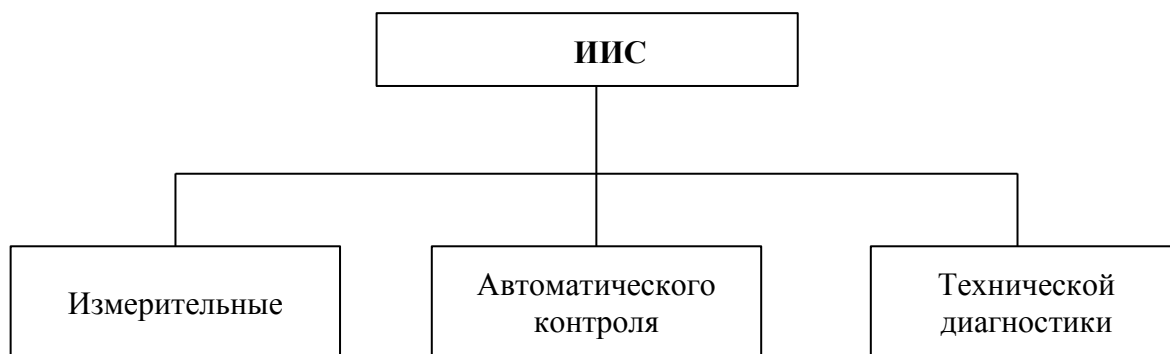 ИИС
Измерительные
Автоматического
контроля
Технической
диагностики